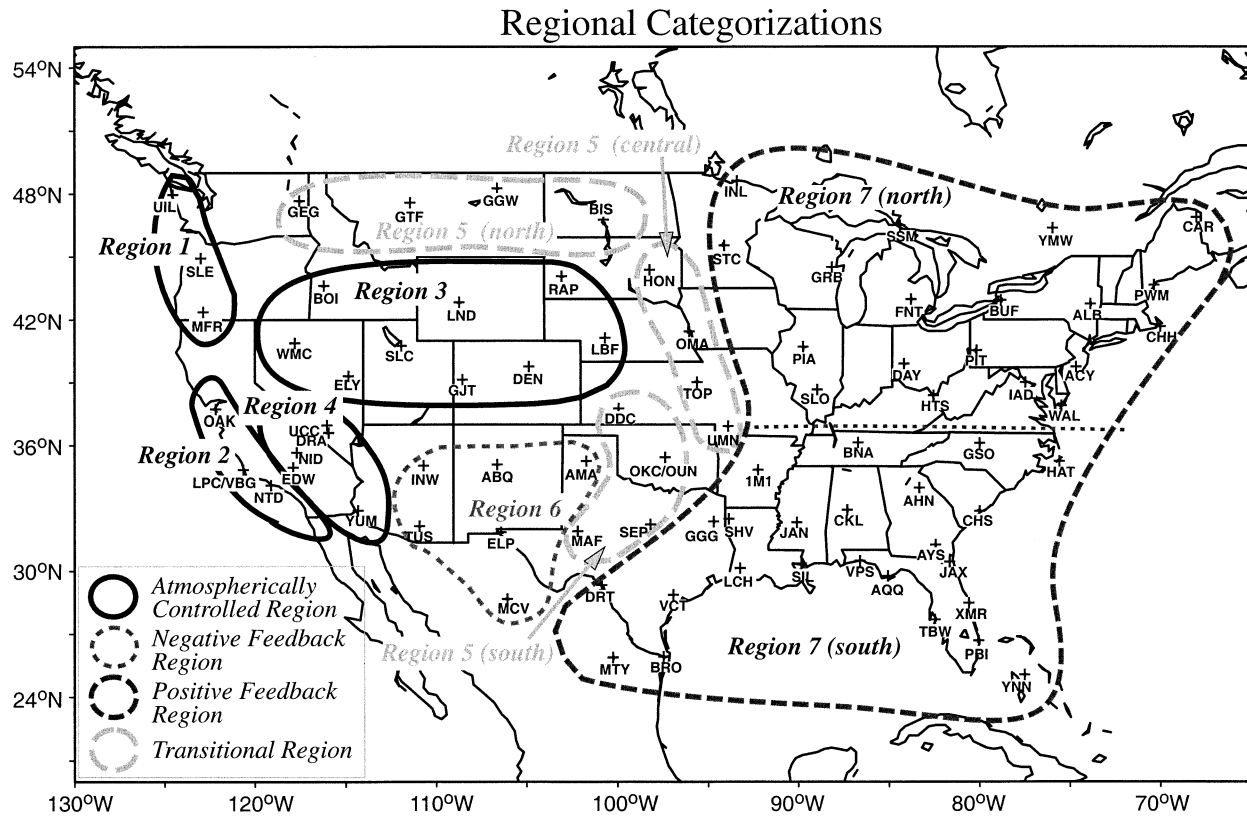 Regional Categorizations
54°N
48°N
42°N
36°N
30°N
24°N
130°W
120°W
110°W
100°W
90°W
80°W
70°W
Region 5 (central)
Region 7 (north)
Region 5 (north)
Region 1
Region 3
Region 4
Region 2
Region 6
Region 5 (south)
Region 7 (south)
UIL
GEG
GTF
GGW
BIS
INL
SSM
YMW
CAR
SLE
BOI
LND
RAP
HON
STC
GRB
FNT
BUF
ALB
PWM
CHH
MFR
WMC
SLC
LBF
OMA
PIA
DAY
PIT
ACY
ELY
GJT
DEN
TOP
SLO
HTS
IAD
WAL
OAK
UCC
DRA
NID
EDW
DDC
UMN
BNA
GSO
HAT
LPC/VBG
NTD
YUM
INW
ABQ
AMA
OKC/OUN
1M1
AHN
TUS
ELP
MAF
SEP
GGG
SHV
JAN
CKL
CHS
DRT
LCH
SIL
VPS
AQQ
AYS
JAX
MCV
VCT
XMR
TBW
PBI
MTY
BRO
YNN
Atmospherically
Controlled Region
Negative Feedback
Region
Positive Feedback
Region
Transitional Region